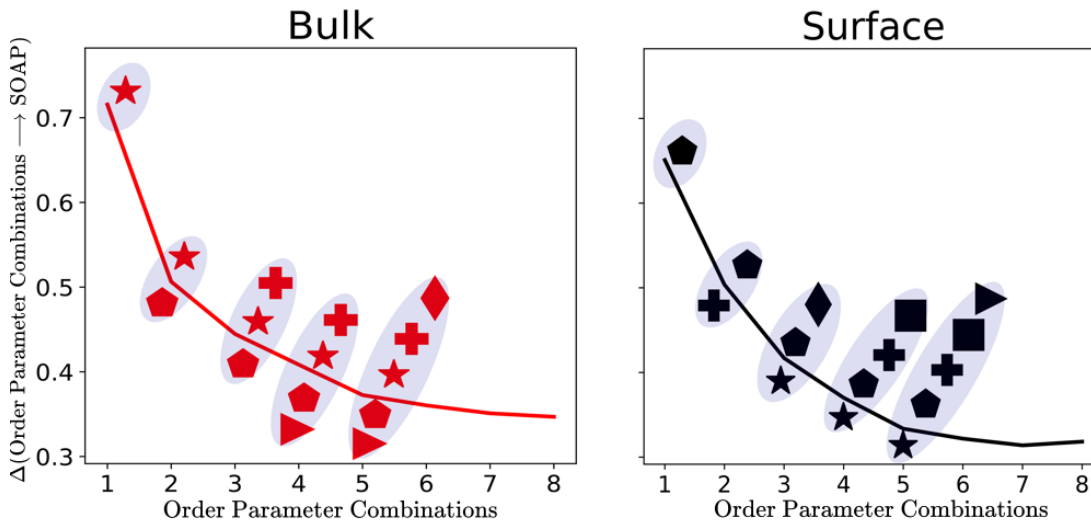 Bulk
Surface
Δ(Order Parameter Combinations ⟶ SOAP)
0.7
0.6
0.5
0.4
0.3
1 2 3 4 5 6 7 8
1 2 3 4 5 6 7 8
Order Parameter Combinations
Order Parameter Combinations